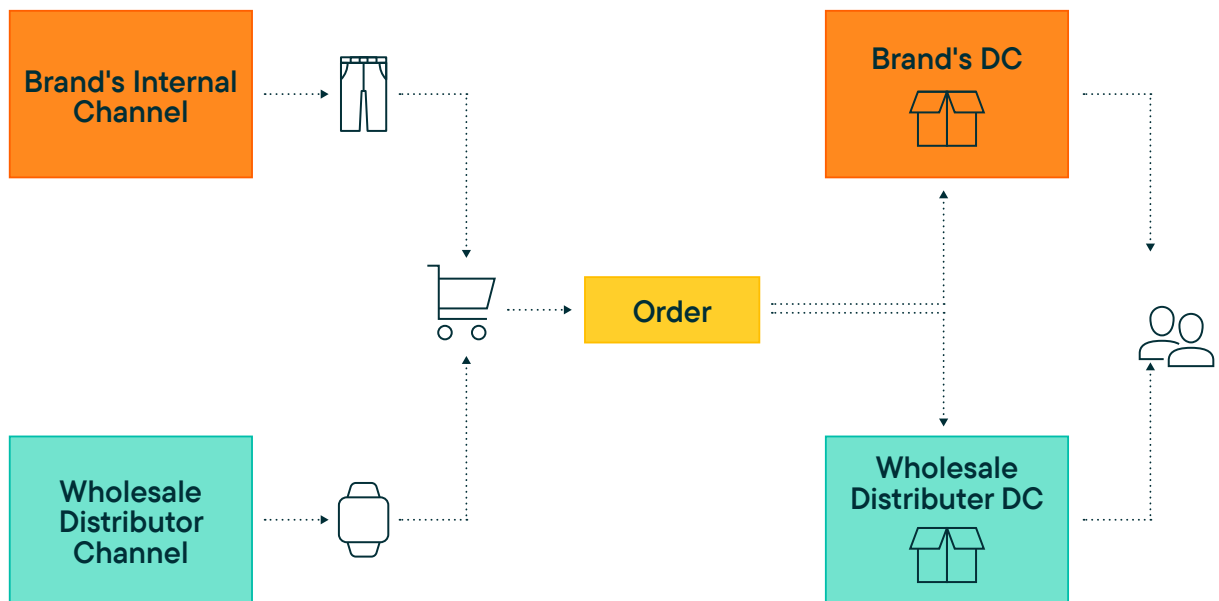 Brand's Internal
Channel
Brand's DC
Order
Wholesale
Distributor
Channel
Wholesale
Distributer DC